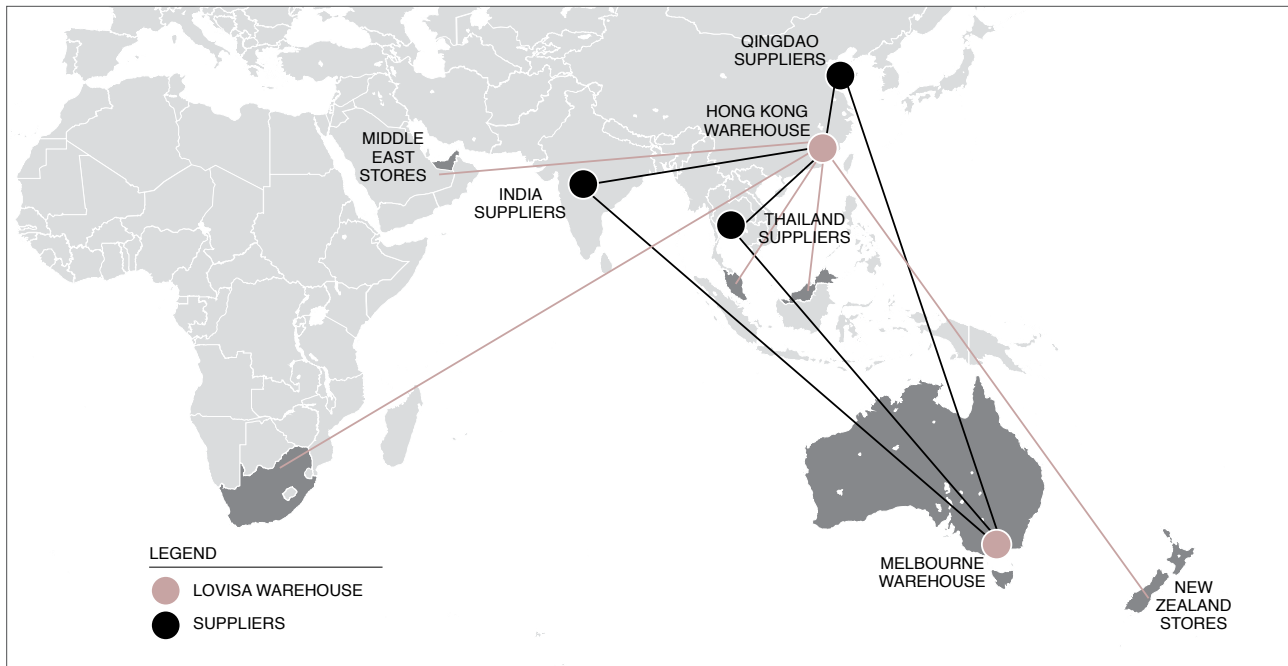 QINGDAO
SUPPLIERS
HONG KONG
WAREHOUSE
MIDDLE
EAST
STORES
INDIA
SUPPLIERS
THAILAND
SUPPLIERS
LEGEND
LOVISA WAREHOUSE
SUPPLIERS
MELBOURNE
WAREHOUSE
NEW
ZEALAND
STORES